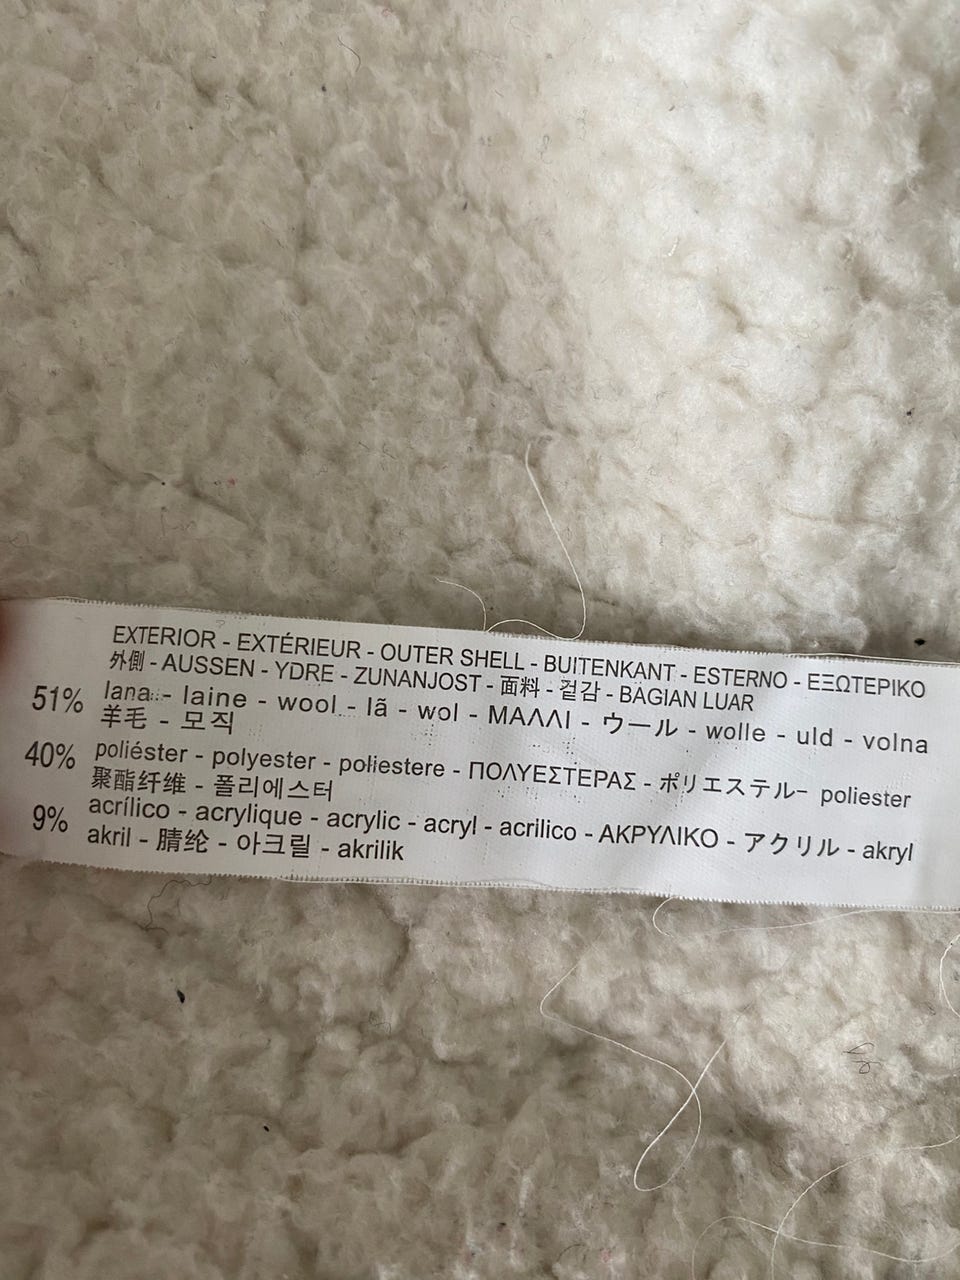 EXTERIOR - EXTÉRIEUR - OUTER SHELL - BUITENKANT - ESTERNO - ΕΞΩΤΕΡΙΚΟ
外側 - AUSSEN - YDRE - ZUNANJOST - 面料 - 겉감 - BAGIAN LUAR
51% lana - laine - wool - lã - wol - ΜΑΛΛΙ - ウール - wolle - uld - volna
羊毛 - 모직
40% poliéster - polyester - poliestere - ΠΟΛΥΕΣΤΕΡΑΣ - ポリエステル- poliester
聚酯纤维 - 폴리에스터
9% acrílico - acrylique - acrylic - acryl - acrilico - ΑΚΡΥΛΙΚΟ - アクリル - akryl
akril - 腈纶 - 아크릴 - akrilik